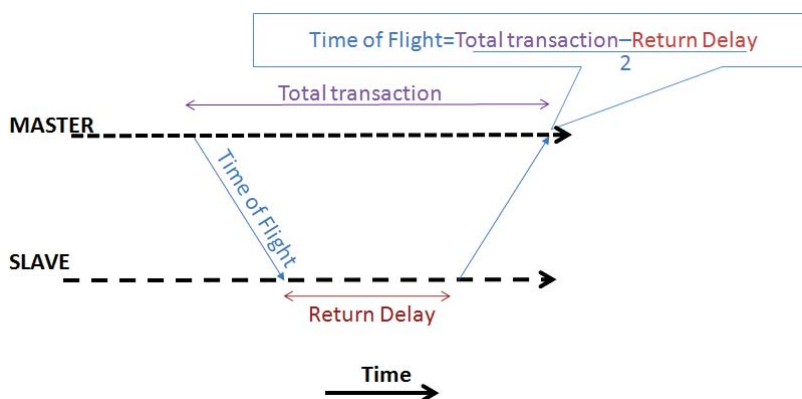 Time of Flight=Total transaction–Return Delay
2
Total transaction
MASTER
Time of Flight
SLAVE
Return Delay
Time